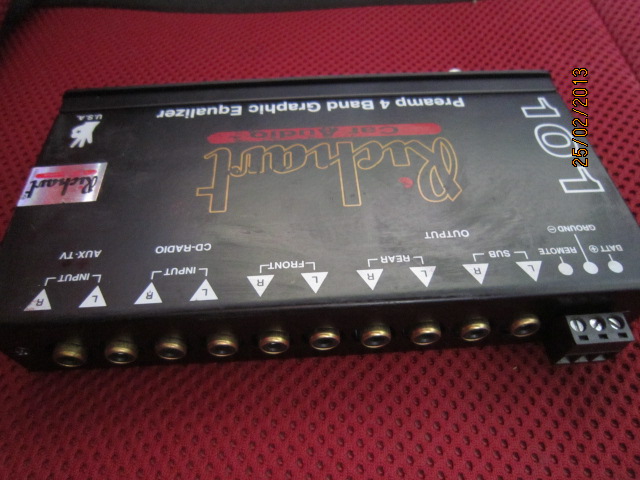 BATT ⊕
REMOTE
GROUND ⊖
L SUB R
L REAR R
OUTPUT
L FRONT R
L INPUT R
CD-RADIO
L INPUT R
AUX-TV
101
Richart
Car Audio
Richart
Preamp 4 Band Graphic Equalizer
U.S.A.
25/02/2013